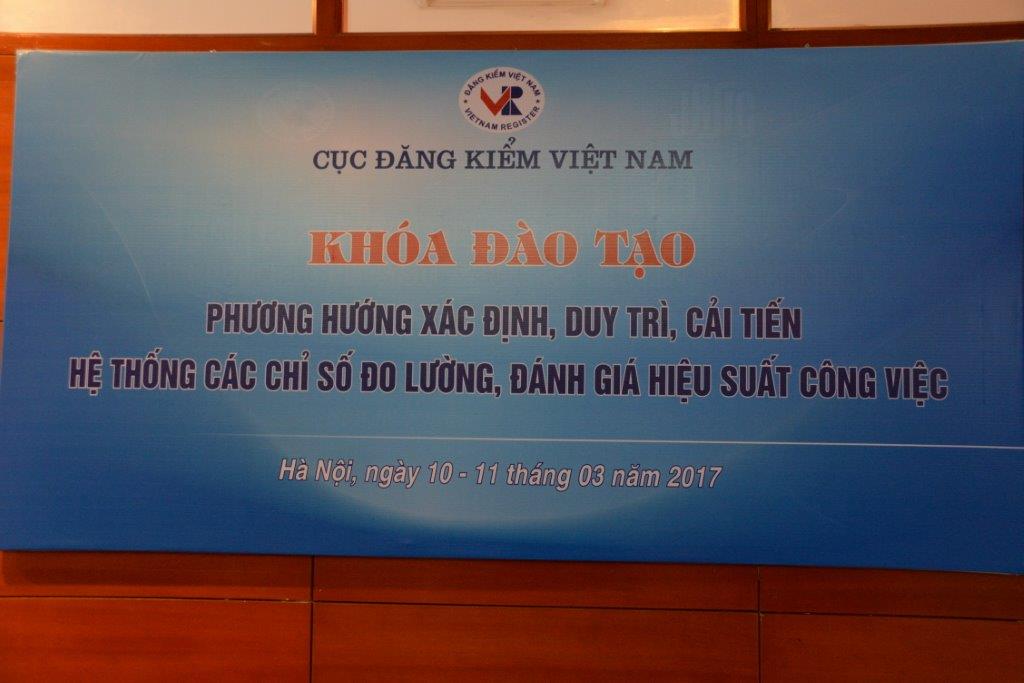 ĐĂNG KIỂM VIỆT NAM
VR
VIETNAM REGISTER
CỤC ĐĂNG KIỂM VIỆT NAM
KHÓA ĐÀO TẠO
PHƯƠNG HƯỚNG XÁC ĐỊNH, DUY TRÌ, CẢI TIẾN
HỆ THỐNG CÁC CHỈ SỐ ĐO LƯỜNG, ĐÁNH GIÁ HIỆU SUẤT CÔNG VIỆC
Hà Nội, ngày 10 - 11 tháng 03 năm 2017